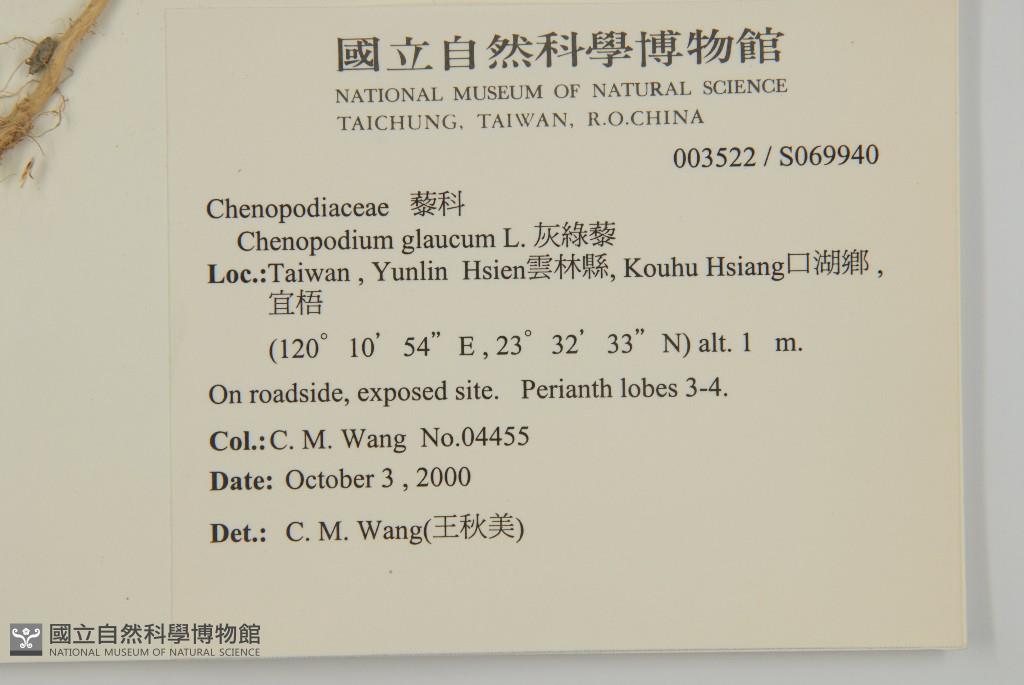 國立自然科學博物館
NATIONAL MUSEUM OF NATURAL SCIENCE
TAICHUNG, TAIWAN, R.O.CHINA
003522 / S069940
Chenopodiaceae 藜科
Chenopodium glaucum L. 灰綠藜
Loc.:Taiwan , Yunlin Hsien雲林縣, Kouhu Hsiang口湖鄉 ,
宜梧
(120° 10’ 54” E , 23° 32’ 33” N) alt. 1 m.
On roadside, exposed site. Perianth lobes 3-4.
Col.: C. M. Wang No.04455
Date: October 3 , 2000
Det.: C. M. Wang(王秋美)
國立自然科學博物館
NATIONAL MUSEUM OF NATURAL SCIENCE